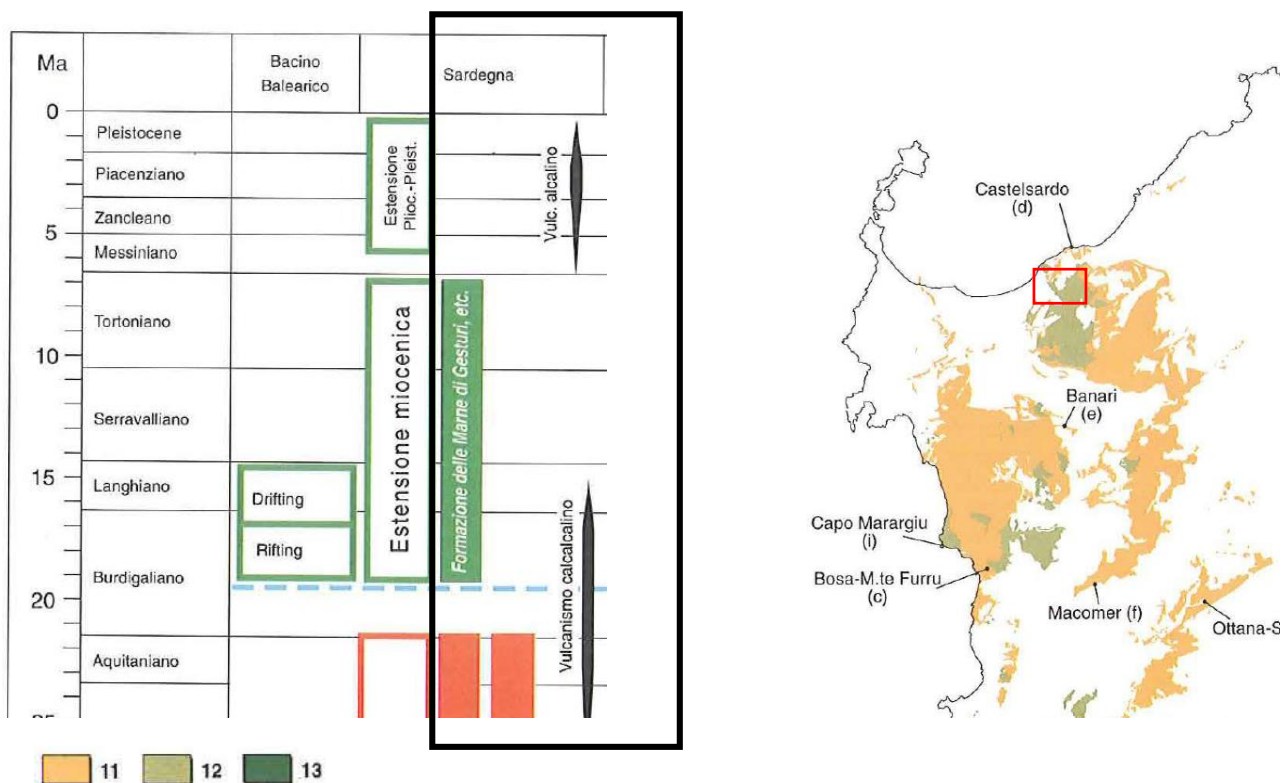 Ma
Bacino
Balearico
Sardegna
0
Pleistocene
Piacenziano
Zancleano
5
Messiniano
Tortoniano
10
Serravalliano
15
Langhiano
Burdigaliano
20
Aquitaniano
Drifting
Rifting
Estensione
Plioc.-Pleist.
Estensione miocenica
Formazione delle Marne di Gesturi, etc.
Vulc. alcalino
Vulcanismo calcalcalino
11
12
13
Castelsardo
(d)
Banari
(e)
Capo Marargiu
(i)
Bosa-M.te Furru
(c)
Macomer (f)
Ottana-S